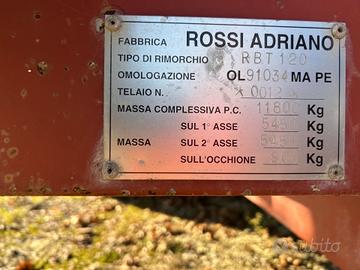 FABBRICA ROSSI ADRIANO
TIPO DI RIMORCHIO RBT 120
OMOLOGAZIONE OL91034 MA PE
TELAIO N.
MASSA COMPLESSIVA P.C. 11800 Kg
SUL 1° ASSE Kg
MASSA SUL 2° ASSE Kg
SULL'OCCHIONE Kg
subito